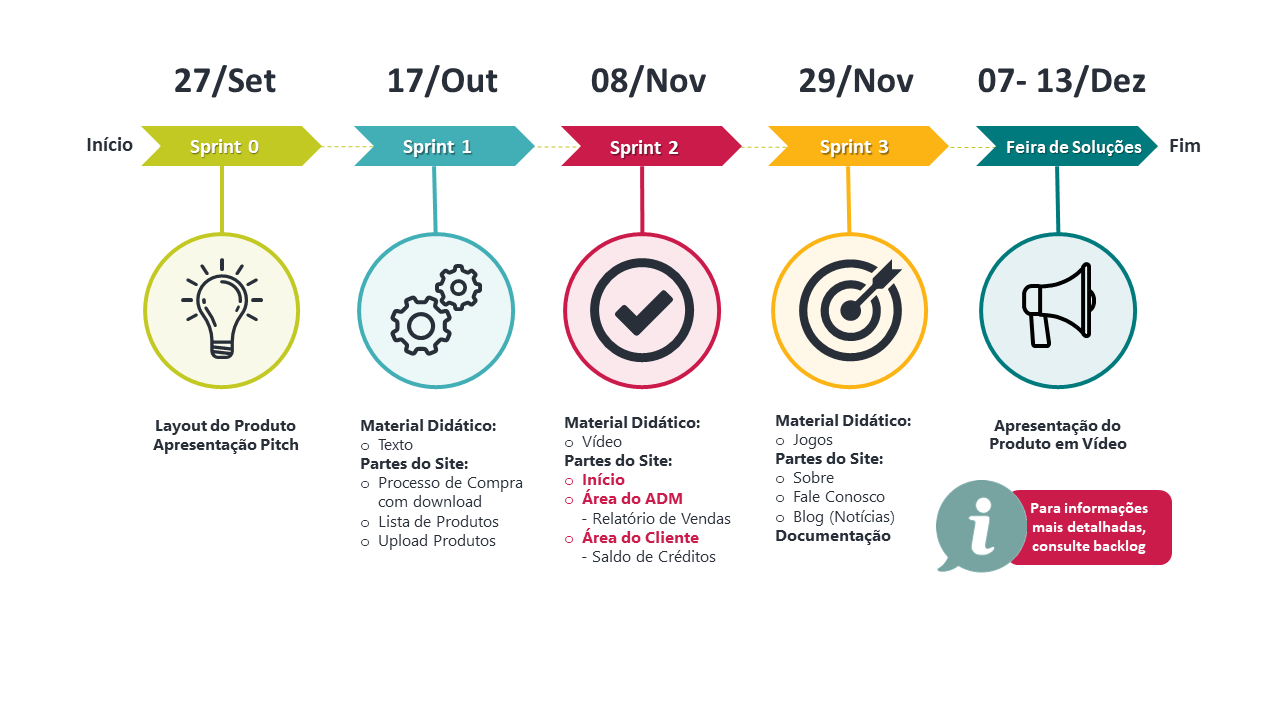 27/Set
17/Out
08/Nov
29/Nov
07- 13/Dez
Início
Sprint 0
Sprint 1
Sprint 2
Sprint 3
Feira de Soluções
Fim
Layout do Produto
Apresentação Pitch
Material Didático:
o Texto
Partes do Site:
o Processo de Compra
com download
o Lista de Produtos
o Upload Produtos
Material Didático:
o Vídeo
Partes do Site:
o Início
o Área do ADM
- Relatório de Vendas
o Área do Cliente
- Saldo de Créditos
Material Didático:
o Jogos
Partes do Site:
o Sobre
o Fale Conosco
o Blog (Notícias)
Documentação
Apresentação do
Produto em Vídeo
i
Para informações
mais detalhadas,
consulte backlog